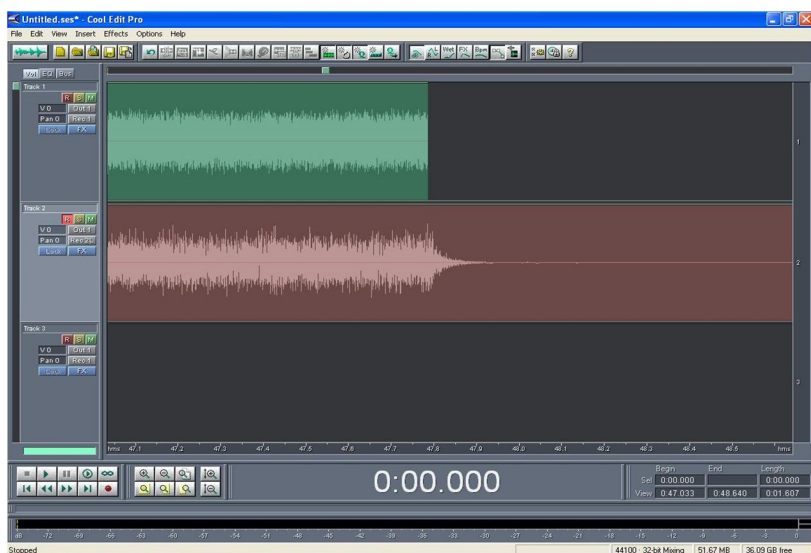 Untitled.ses* - Cool Edit Pro
File Edit View Insert Effects Options Help
Wet FX Bpm
Vol EQ Bus
Track 1
R S M
V 0 Out 1
Pan 0 Rec 1
Lock FX
1
Track 2
R S M
V 0 Out 1
Pan 0 Rec 2L
FX
2
Track 3
R S M
V 0 Out 1
Pan 0 Rec 1
FX
3
hms 47.1 47.2 47.3 47.4 47.5 47.6 47.7 47.8 47.9 48.0 48.1 48.2 48.3 48.4 48.5 hms
0:00.000
Begin End Length
Sel 0:00.000 0:00.000
View 0:47.033 0:48.640 0:01.607
dB -72 -69 -66 -63 -60 -57 -54 -51 -48 -45 -42 -39 -36 -33 -30 -27 -24 -21 -18 -15 -12 -9 -6 -3 0
Stopped 44100 · 32-bit Mixing 51.67 MB 36.09 GB free